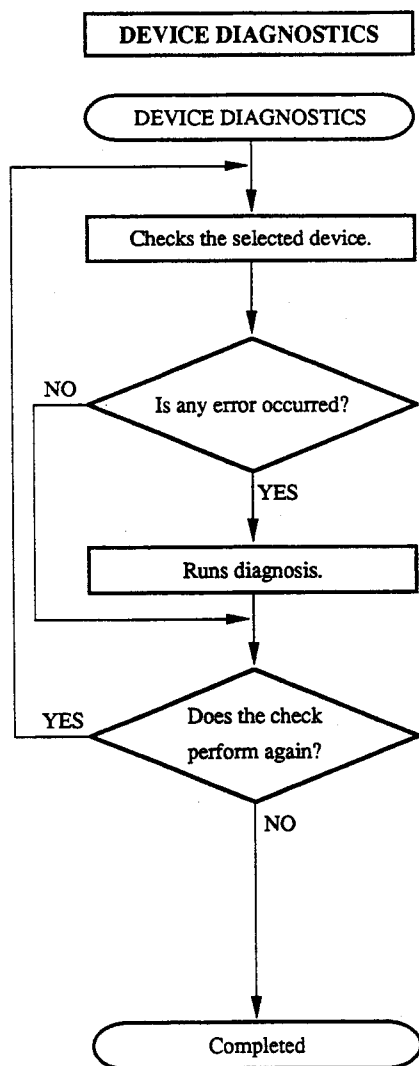 DEVICE DIAGNOSTICS
DEVICE DIAGNOSTICS
Checks the selected device.
NO
Is any error occurred?
YES
Runs diagnosis.
YES
Does the check
perform again?
NO
Completed